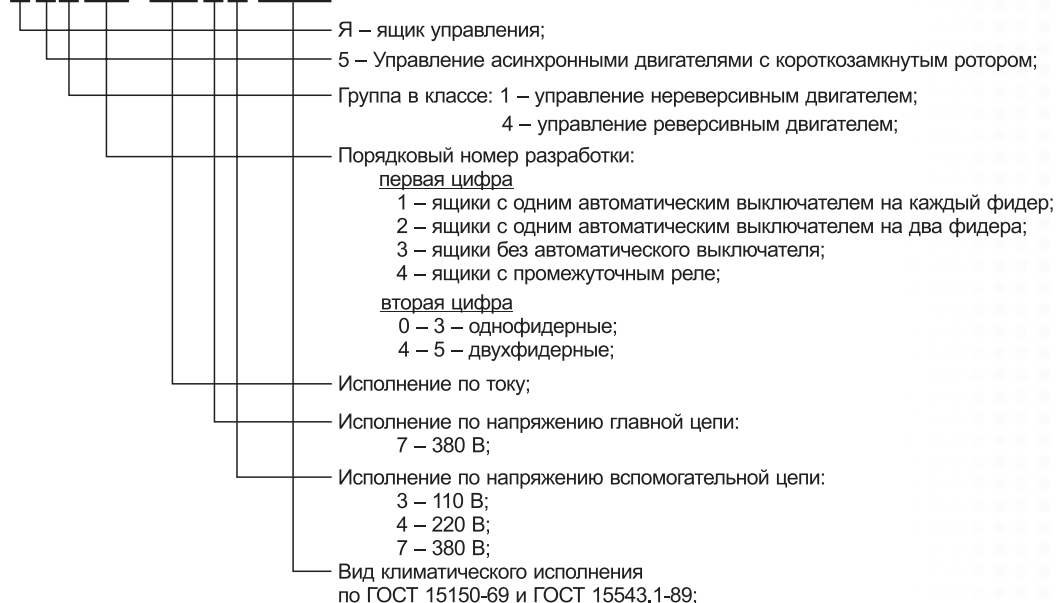 Я – ящик управления;
5 – Управление асинхронными двигателями с короткозамкнутым ротором;
Группа в классе: 1 – управление нереверсивным двигателем;
4 – управление реверсивным двигателем;
Порядковый номер разработки:
первая цифра
1 – ящики с одним автоматическим выключателем на каждый фидер;
2 – ящики с одним автоматическим выключателем на два фидера;
3 – ящики без автоматического выключателя;
4 – ящики с промежуточным реле;
вторая цифра
0 – 3 – однофидерные;
4 – 5 – двухфидерные;
Исполнение по току;
Исполнение по напряжению главной цепи:
7 – 380 В;
Исполнение по напряжению вспомогательной цепи:
3 – 110 В;
4 – 220 В;
7 – 380 В;
Вид климатического исполнения
по ГОСТ 15150-69 и ГОСТ 15543.1-89;